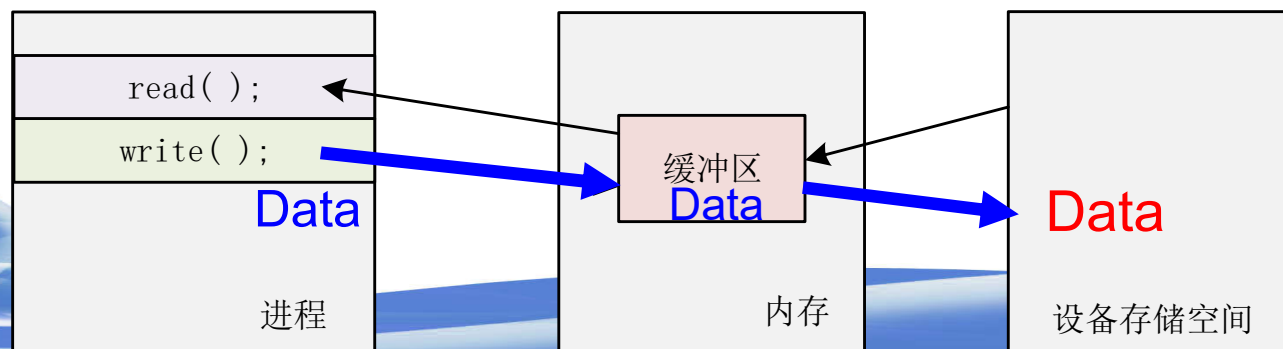 read( );
write( );
Data
进程
缓冲区
Data
内存
Data
设备存储空间